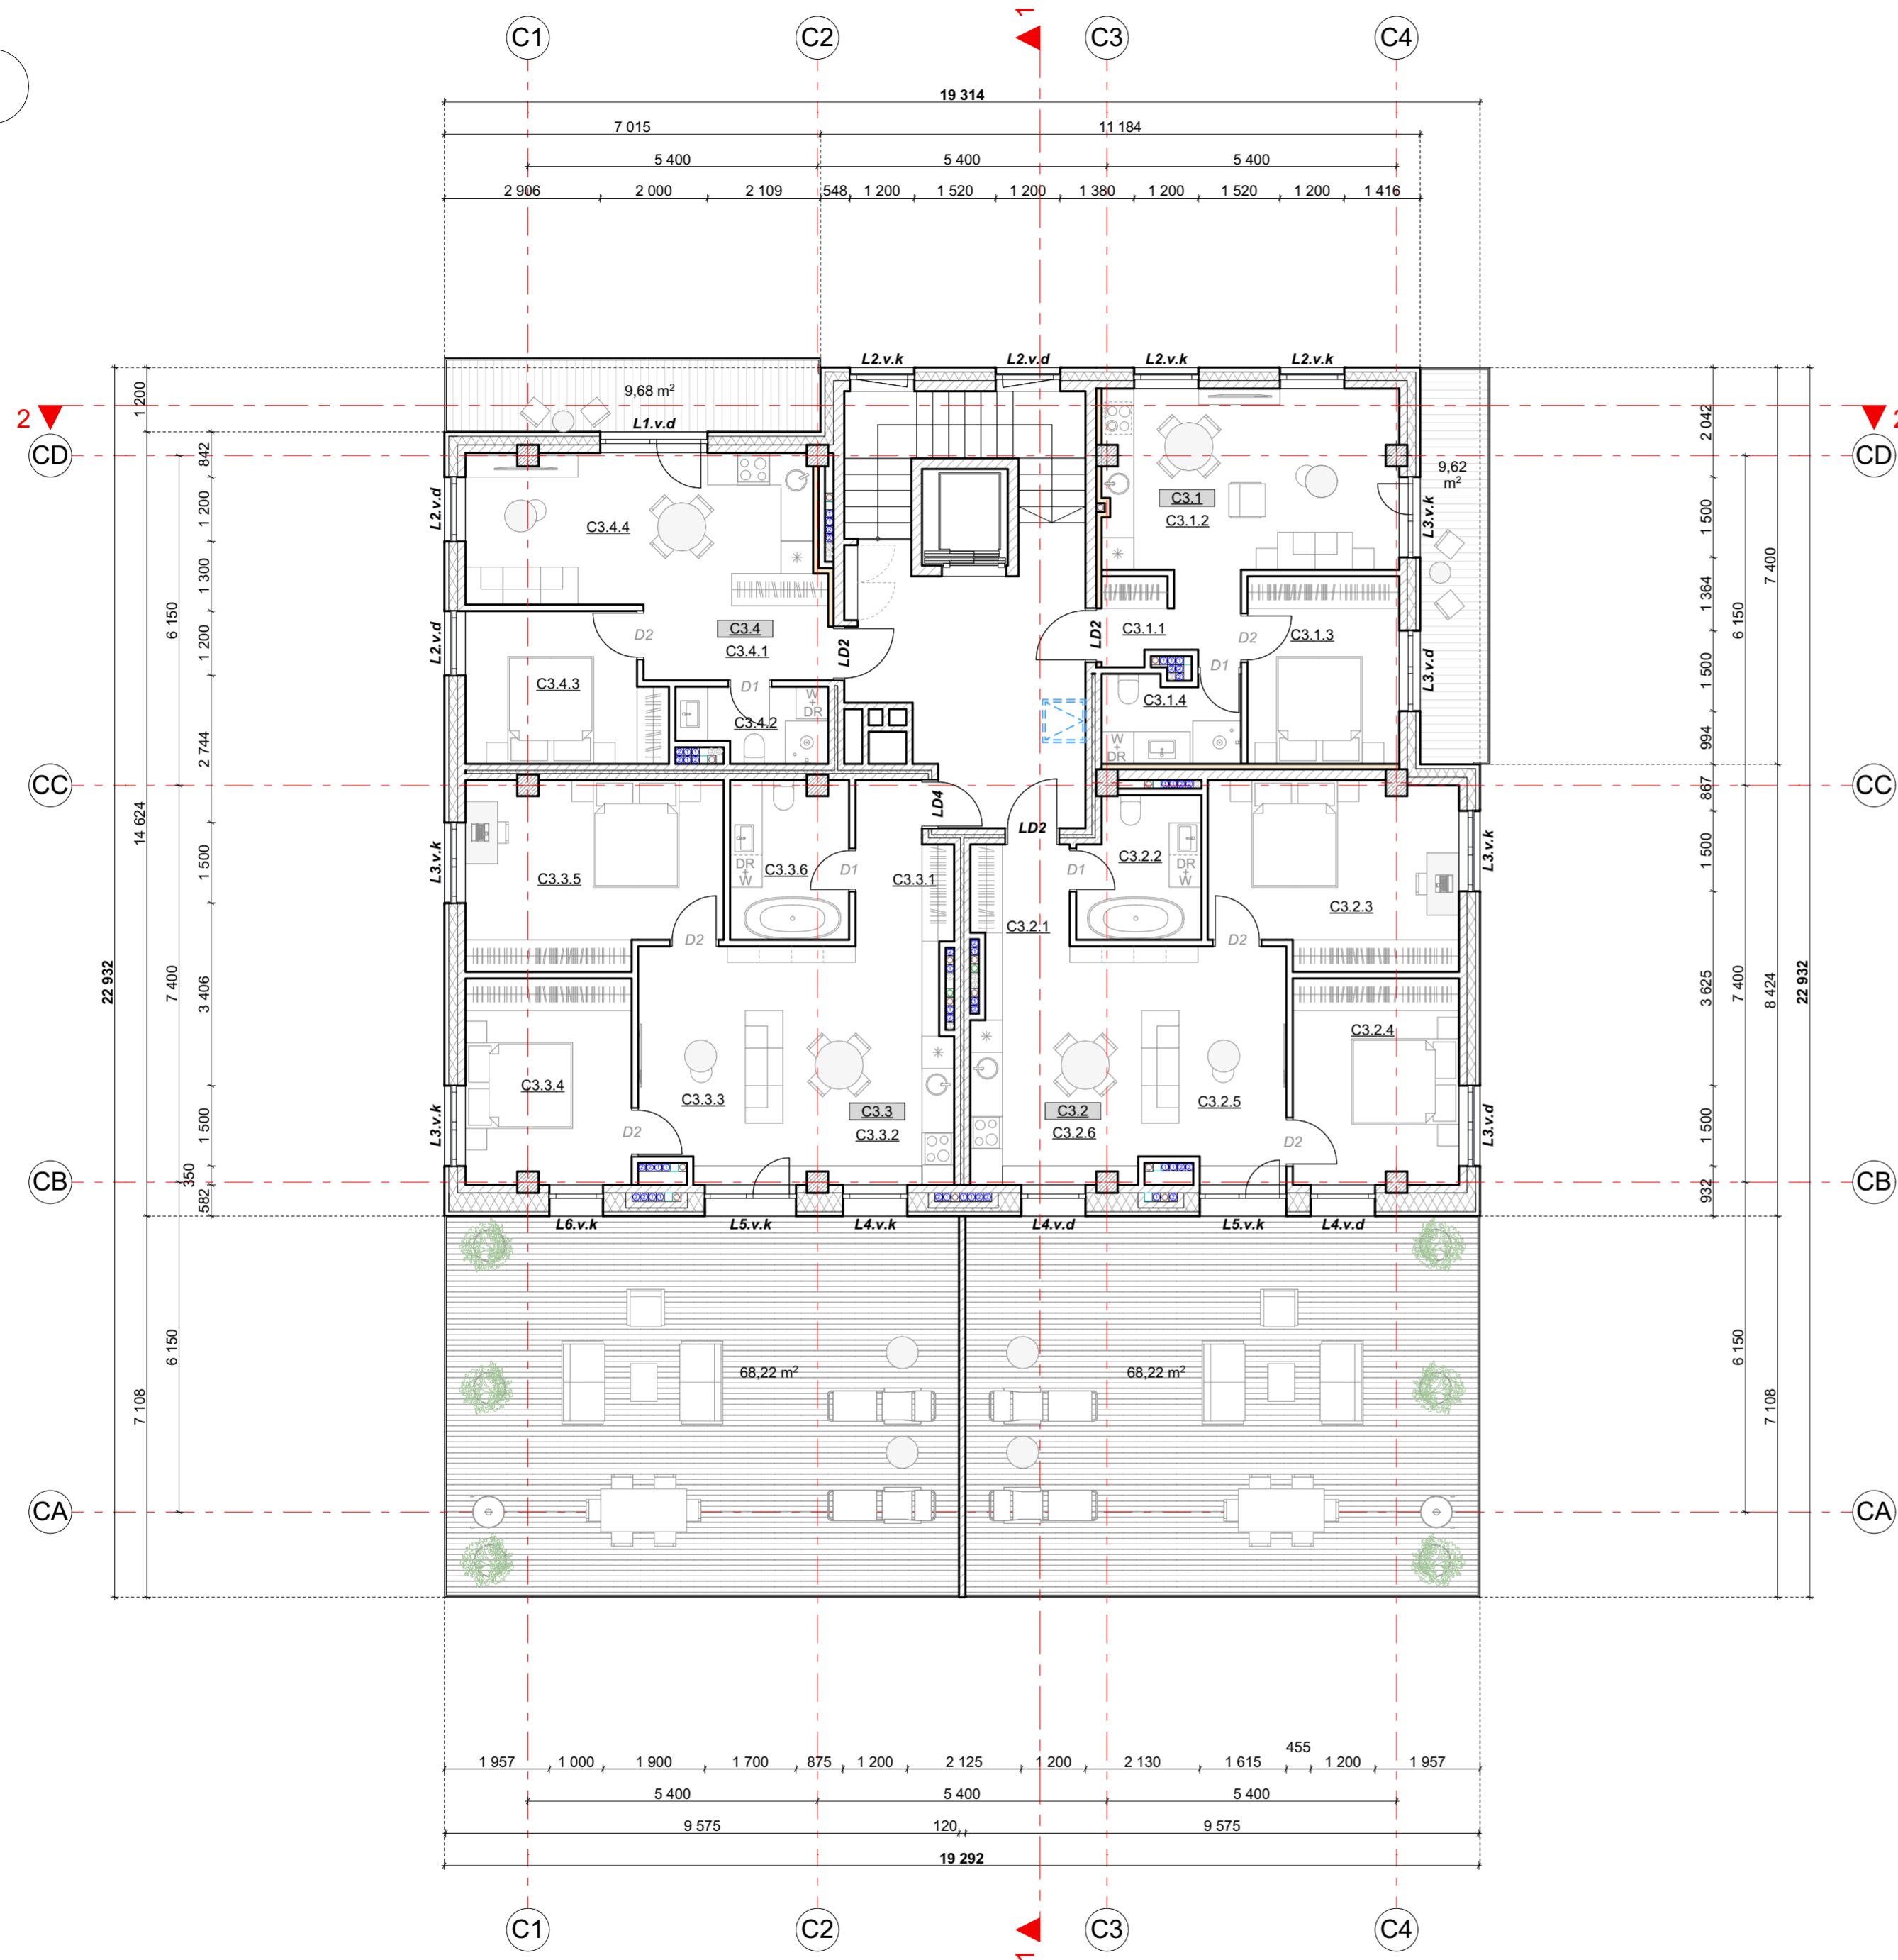 1
C1 C2 C3 C4
19 314
7 015 11 184
5 400 5 400 5 400
2 906 2 000 2 109 548 1 200 1 520 1 200 1 380 1 200 1 520 1 200 1 416
L2.v.k L2.v.d L2.v.k L2.v.k
9,68 m²
2 2
L1.v.d
CD CD
9,62
m²
C3.1
C3.1.2
C3.4.4
L2.v.d L3.v.k
C3.4
C3.4.1
D2 LD2 LD2 C3.1.1 D2 C3.1.3
L2.v.d D1 L3.v.d
C3.4.3 D1 W
+
DR
C3.4.2 C3.1.4
W
+
DR
CC CC
LD4 LD2
C3.3.5 C3.3.6 D1 C3.3.1 D1 C3.2.2
DR
+
W
DR
+
W
L3.v.k L3.v.k
C3.2.1 C3.2.3
D2 D2
C3.2.4
C3.3.4 C3.3.3 C3.2.5
C3.3
C3.3.2
C3.2
C3.2.6
L3.v.k D2 D2 L3.v.d
CB CB
L6.v.k L5.v.k L4.v.k L4.v.d L5.v.k L4.v.d
68,22 m² 68,22 m²
CA CA
22 932
1 200
14 624
7 108
6 150
7 400
6 150
842
1 200
1 300
1 200
2 744
1 500
3 406
1 500
350
582
2 042
1 500
1 364
1 500
994
867
1 500
3 625
1 500
932
6 150
7 400
6 150
7 400
8 424
7 108
22 932
455
1 957 1 000 1 900 1 700 875 1 200 2 125 1 200 2 130 1 615 1 200 1 957
5 400 5 400 5 400
9 575 120 9 575
19 292
C1 C2 C3 C4
1